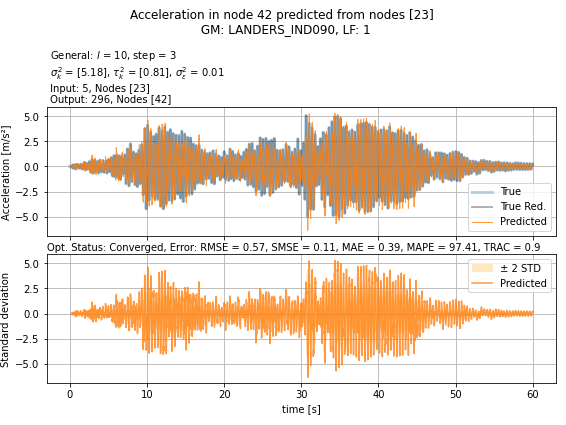 Acceleration in node 42 predicted from nodes [23]
GM: LANDERS_IND090, LF: 1
General: l = 10, step = 3
σ²ₖ = [5.18], τ²ₖ = [0.81], σ²ₑ = 0.01
Input: 5, Nodes [23]
Output: 296, Nodes [42]
Acceleration [m/s²]
5.0
2.5
0.0
−2.5
−5.0
True
True Red.
Predicted
Opt. Status: Converged, Error: RMSE = 0.57, SMSE = 0.11, MAE = 0.39, MAPE = 97.41, TRAC = 0.9
Standard deviation
5.0
2.5
0.0
−2.5
−5.0
± 2 STD
Predicted
0 10 20 30 40 50 60
time [s]